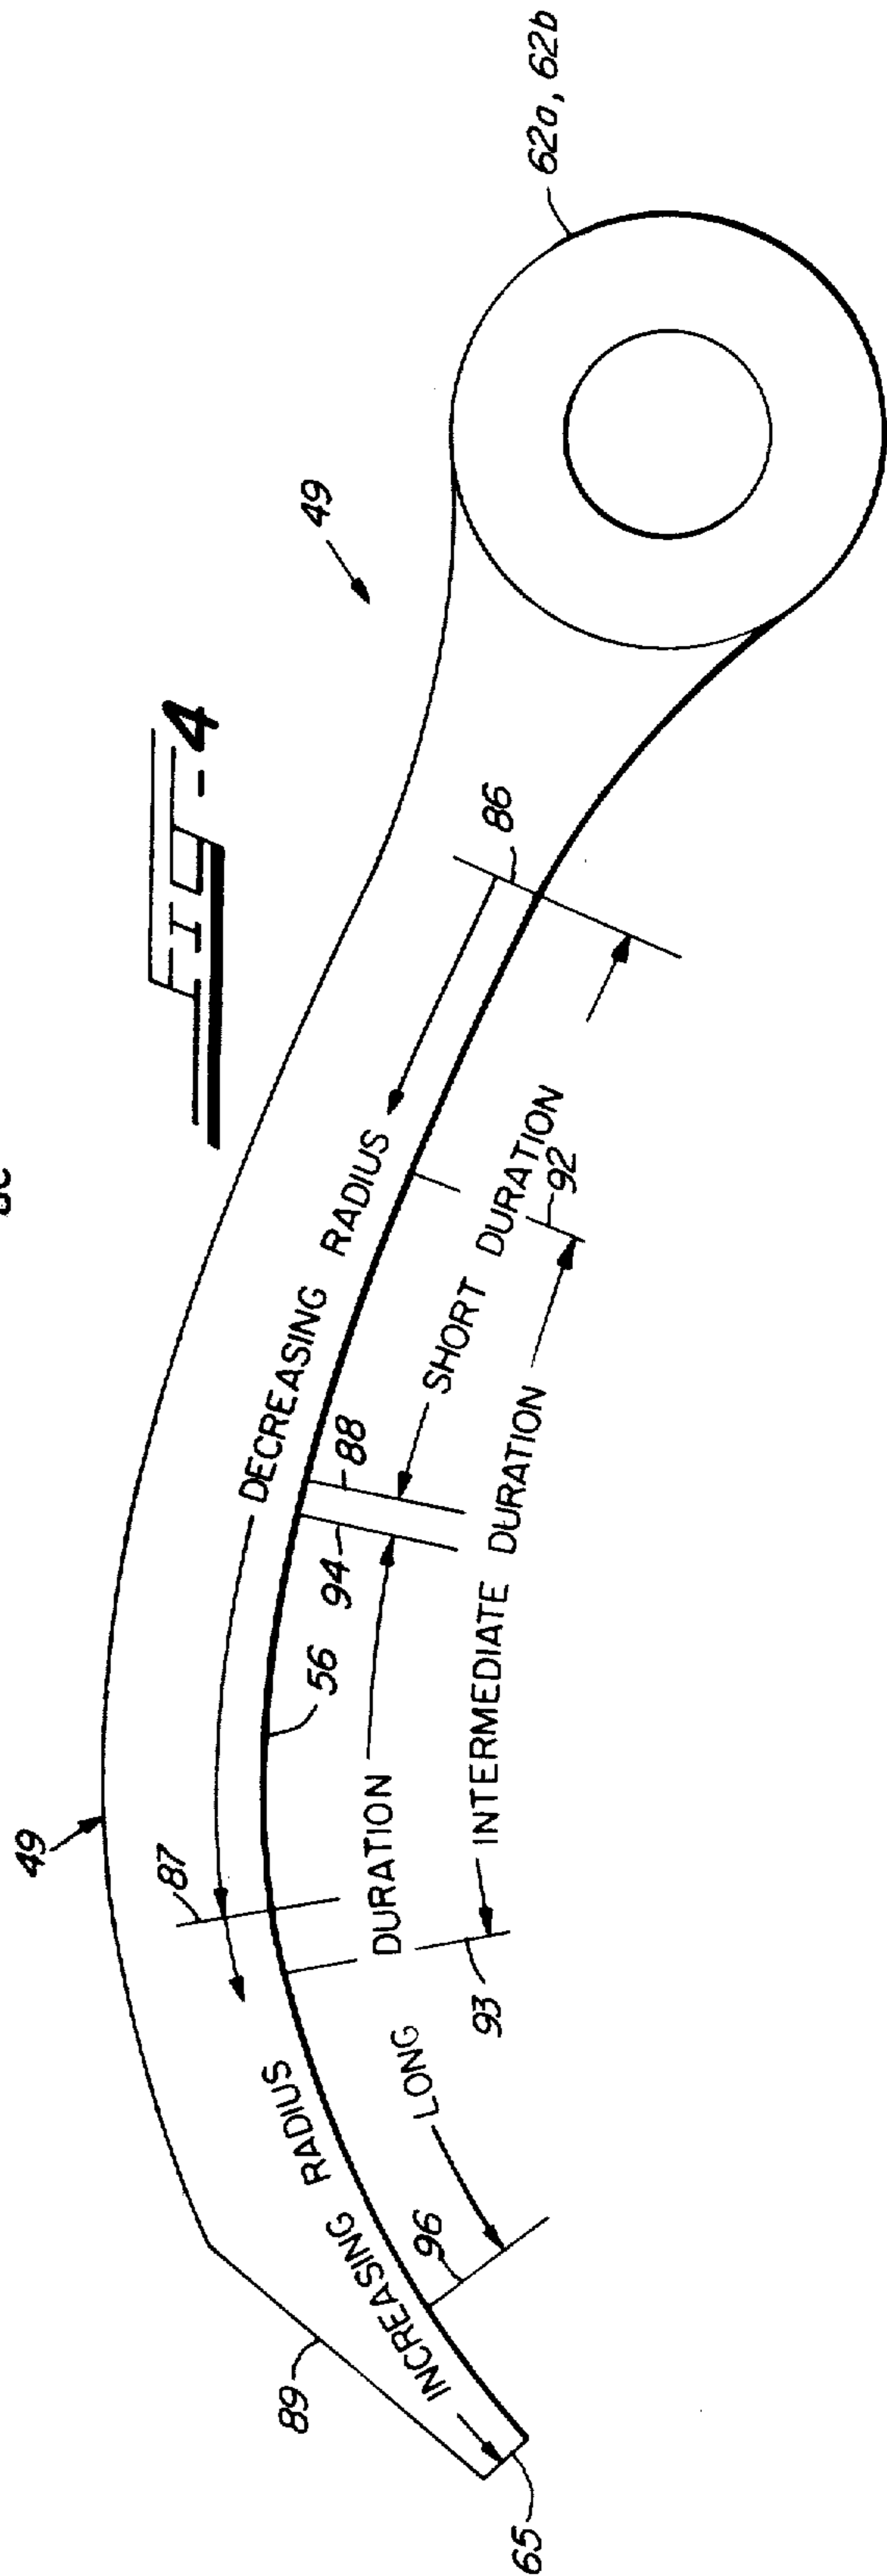 FIG-4
49
62a, 62b
49
86
DECREASING RADIUS
87
88
94
56
SHORT DURATION
92
INTERMEDIATE DURATION
93
LONG DURATION
96
INCREASING RADIUS
89
65